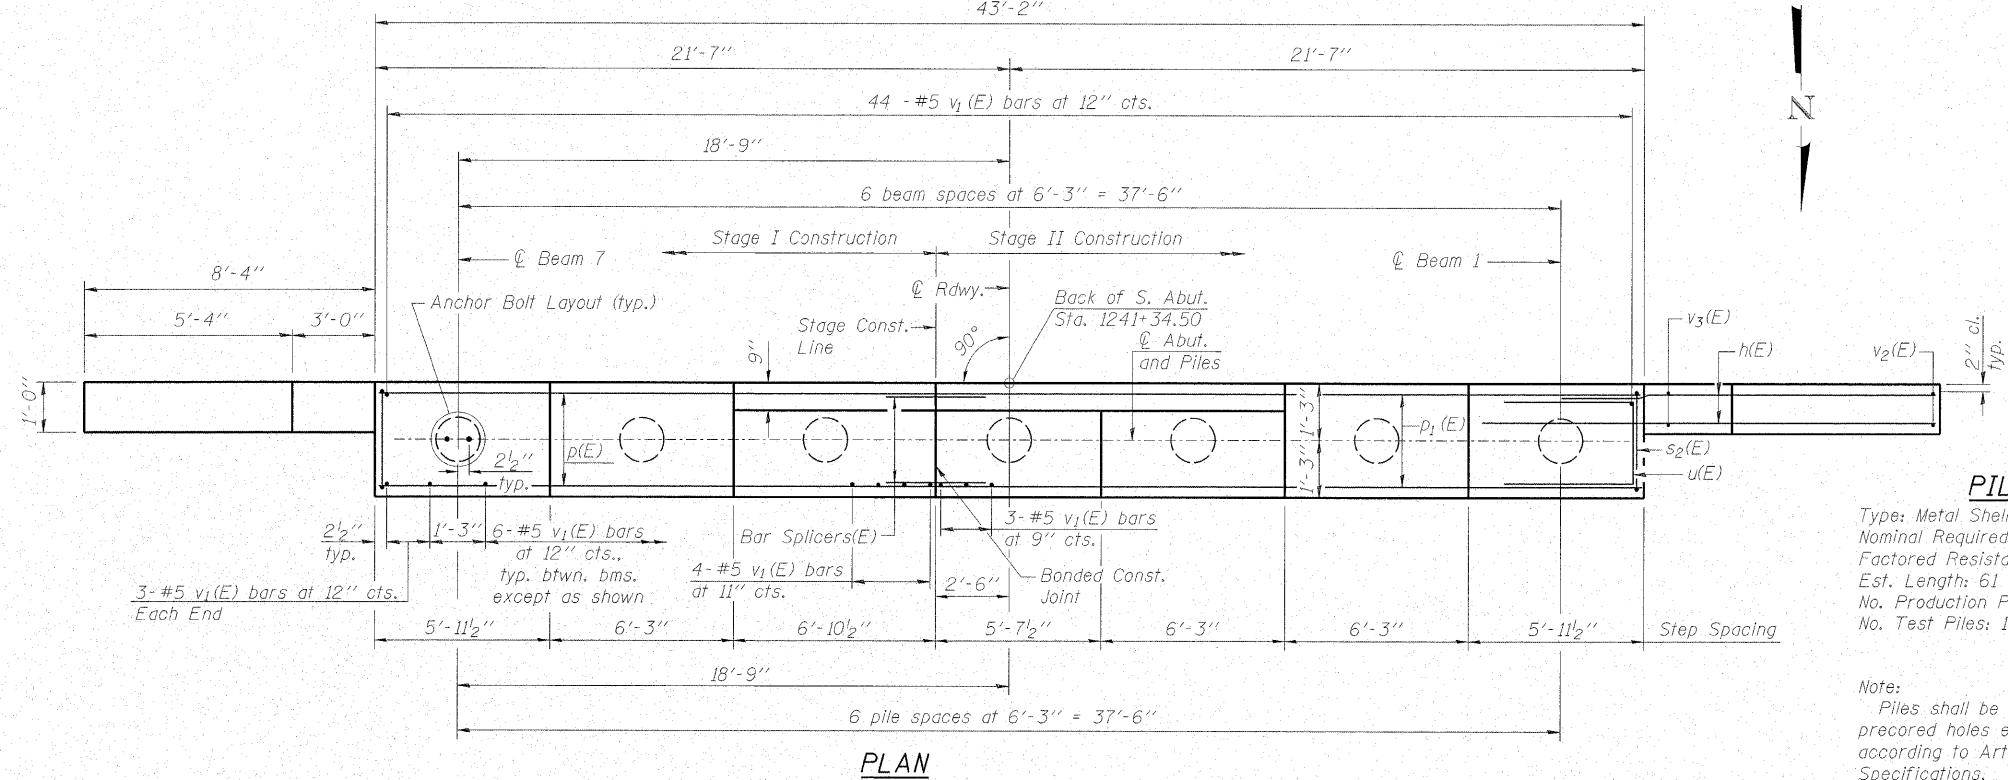 43'-2"
21'-7"
21'-7"
44 - #5 v₁(E) bars at 12" cts.
18'-9"
6 beam spaces at 6'-3" = 37'-6"
Stage I Construction
Stage II Construction
℄ Beam 7
℄ Beam 1
8'-4"
℄ Rdwy.
Anchor Bolt Layout (typ.)
Back of S. Abut.
Sta. 1241+34.50
5'-4"
3'-0"
Stage Const.
Line
90°
℄ Abut.
and Piles
N
v₃(E)
h(E)
v₂(E)
2" cl.
typ.
1'-0"
9"
p(E)
2½"
typ.
1'-3"
1'-3"
p₁(E)
s₂(E)
u(E)
2½"
typ.
1'-3"
6-#5 v₁(E) bars
at 12" cts.,
typ. btwn. bms.
except as shown
Bar Splicers(E)
3-#5 v₁(E) bars
at 9" cts.
4-#5 v₁(E) bars
at 11" cts.
2'-6"
Bonded Const.
Joint
3-#5 v₁(E) bars at 12" cts.
Each End
5'-11½"
6'-3"
6'-10½"
5'-7½"
6'-3"
6'-3"
5'-11½"
Step Spacing
18'-9"
6 pile spaces at 6'-3" = 37'-6"
PLAN
PIL
Type: Metal Shel
Nominal Required
Factored Resista
Est. Length: 61
No. Production P
No. Test Piles: 1
Note:
Piles shall be
precored holes e
according to Art
Specifications.